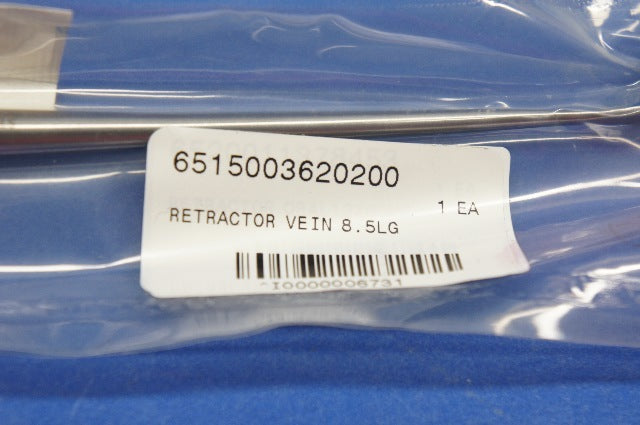 6515003620200
1 EA
RETRACTOR VEIN 8.5LG
I0000006731